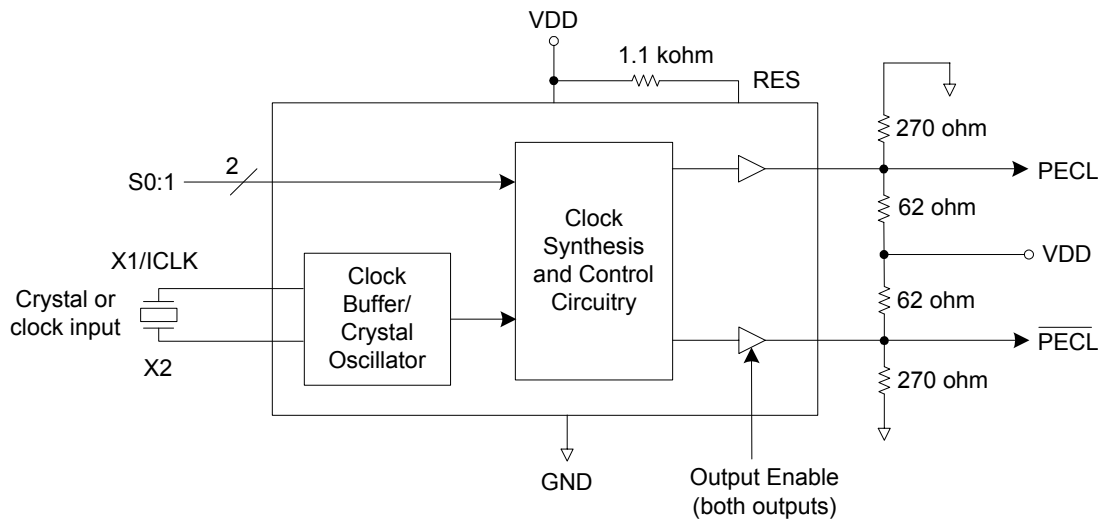 VDD
1.1 kohm
RES
270 ohm
2
S0:1
PECL
Clock
Synthesis
and Control
Circuitry
62 ohm
VDD
X1/ICLK
Clock
Buffer/
Crystal
Oscillator
Crystal or
clock input
62 ohm
X2
PECL
270 ohm
GND
Output Enable
(both outputs)